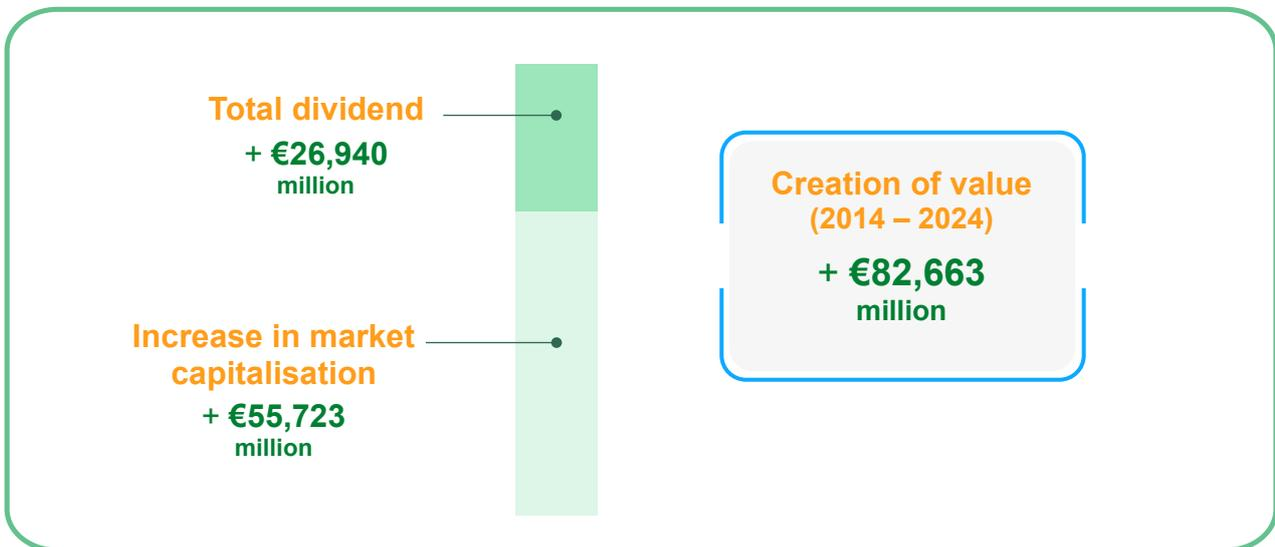 Total dividend
+ €26,940
million
Increase in market
capitalisation
+ €55,723
million
Creation of value
(2014 – 2024)
+ €82,663
million